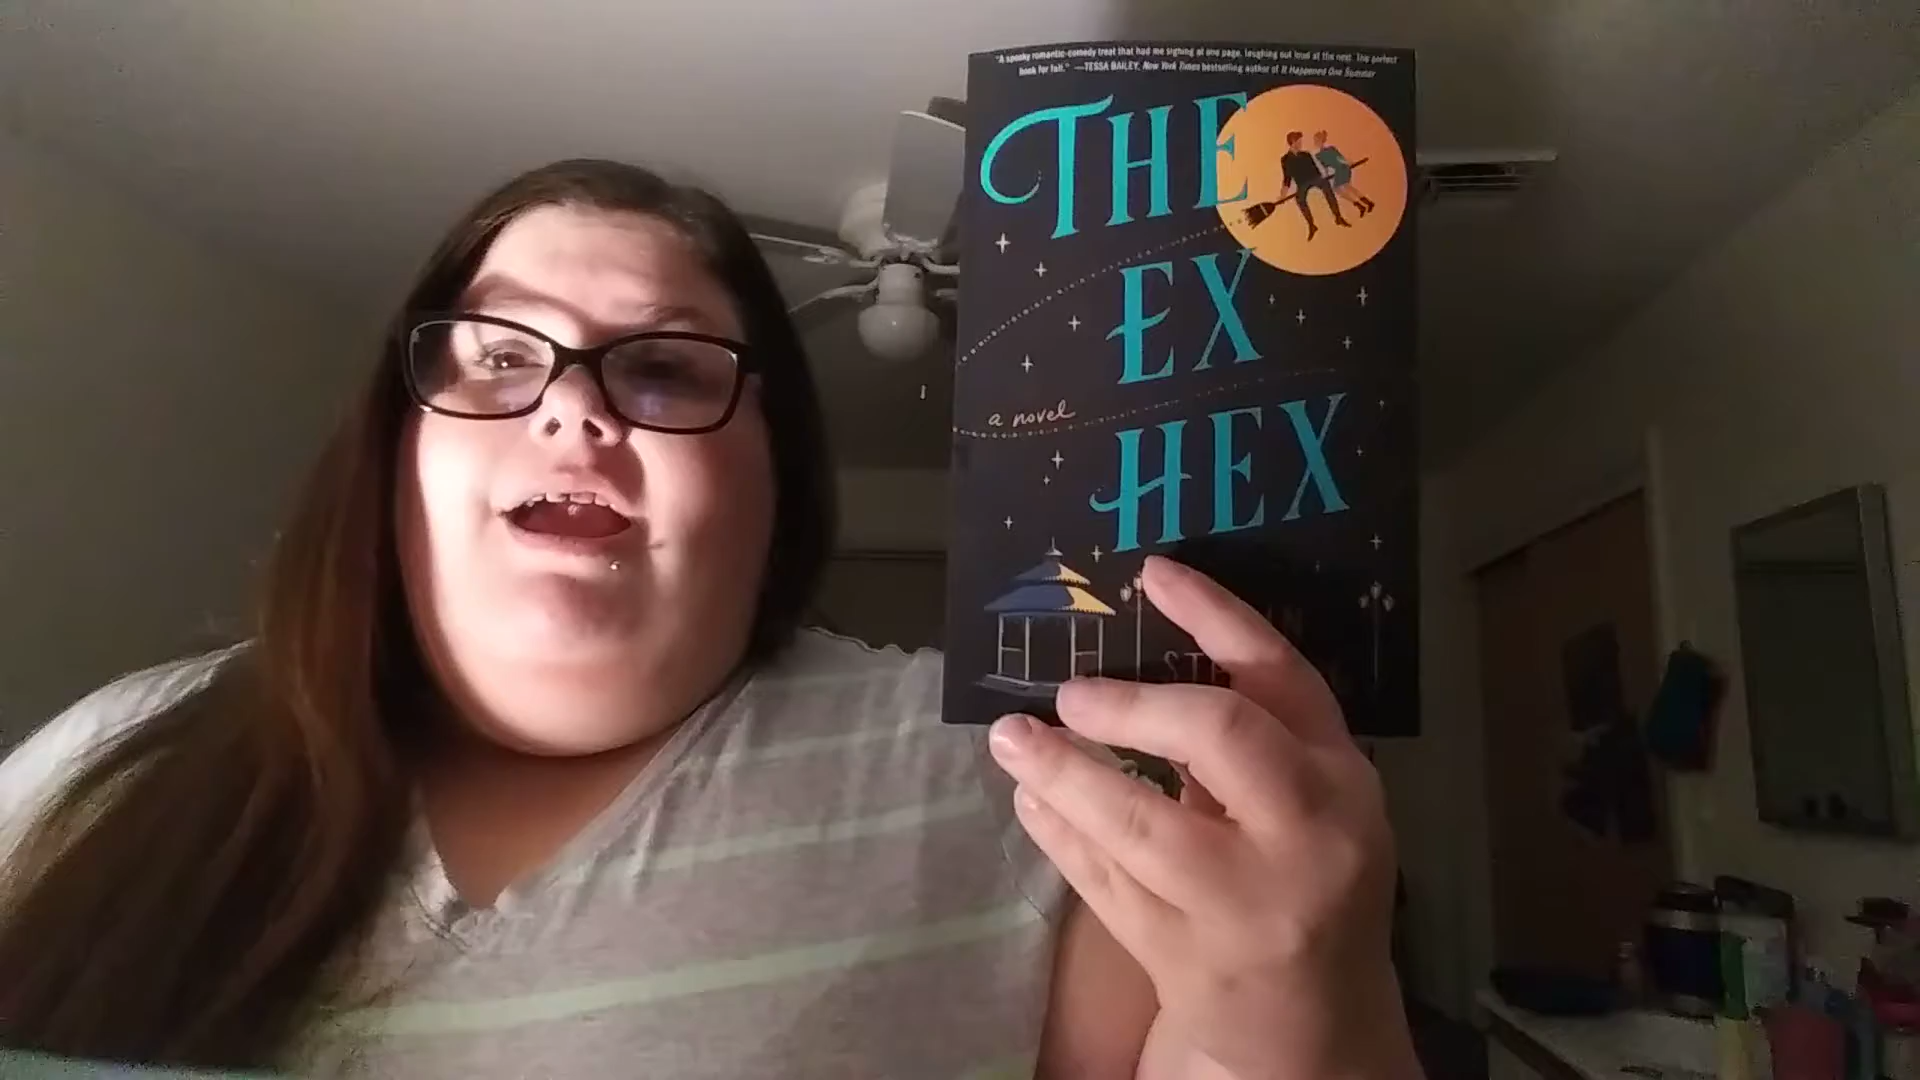 "A spooky romantic-comedy treat that had me sighing at one page, laughing out loud at the next. The perfect
book for fall." —TESSA BAILEY, New York Times bestselling author of It Happened One Summer
THE
EX
a novel
HEX